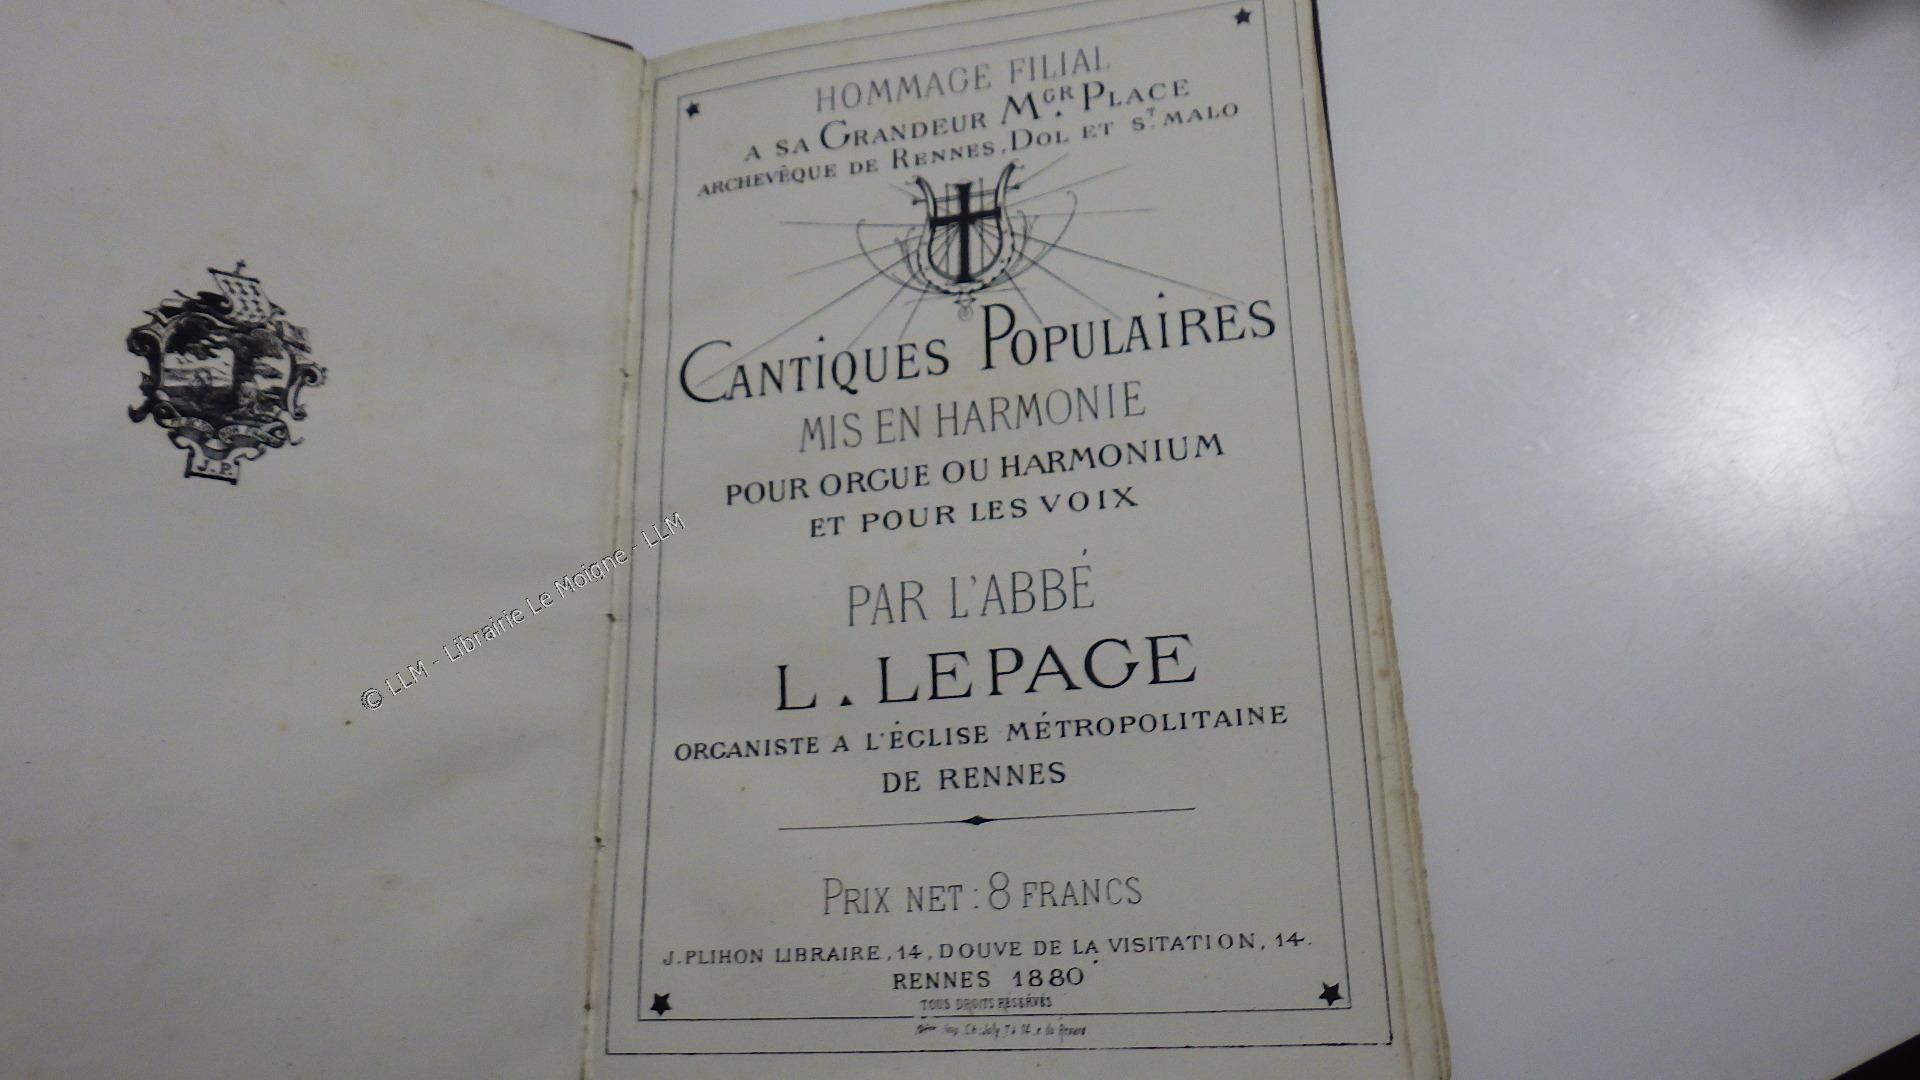 HOMMAGE FILIAL
A SA GRANDEUR MGR. PLACE
ARCHEVÊQUE DE RENNES, DOL ET ST. MALO
CANTIQUES POPULAIRES
MIS EN HARMONIE
POUR ORGUE OU HARMONIUM
ET POUR LES VOIX
PAR L'ABBÉ
L. LEPAGE
ORGANISTE A L'ÉGLISE MÉTROPOLITAINE
DE RENNES
PRIX NET : 8 FRANCS
J. PLIHON LIBRAIRE, 14, DOUVE DE LA VISITATION, 14.
RENNES 1880
TOUS DROITS RÉSERVÉS
J.P.
© LLM - Librairie Le Moigne - LLM